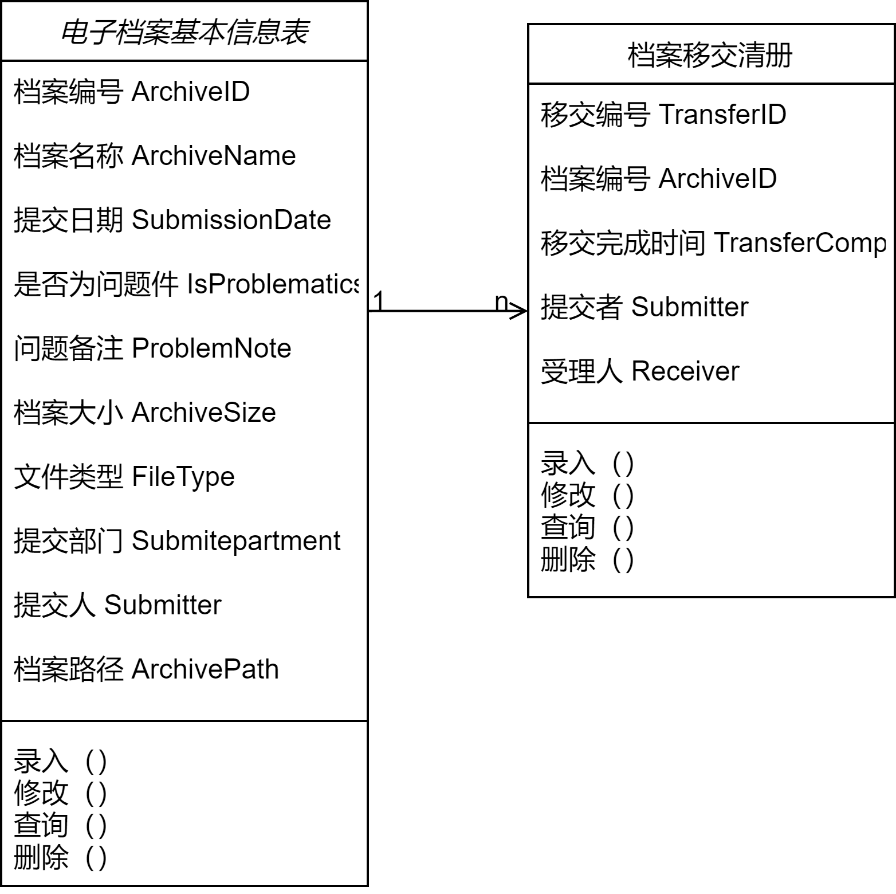 电子档案基本信息表
档案编号 ArchiveID
档案名称 ArchiveName
提交日期 SubmissionDate
是否为问题件 IsProblematics
问题备注 ProblemNote
档案大小 ArchiveSize
文件类型 FileType
提交部门 Submitepartment
提交人 Submitter
档案路径 ArchivePath
录入（）
修改（）
查询（）
删除（）
1
n
档案移交清册
移交编号 TransferID
档案编号 ArchiveID
移交完成时间 TransferComp
提交者 Submitter
受理人 Receiver
录入（）
修改（）
查询（）
删除（）